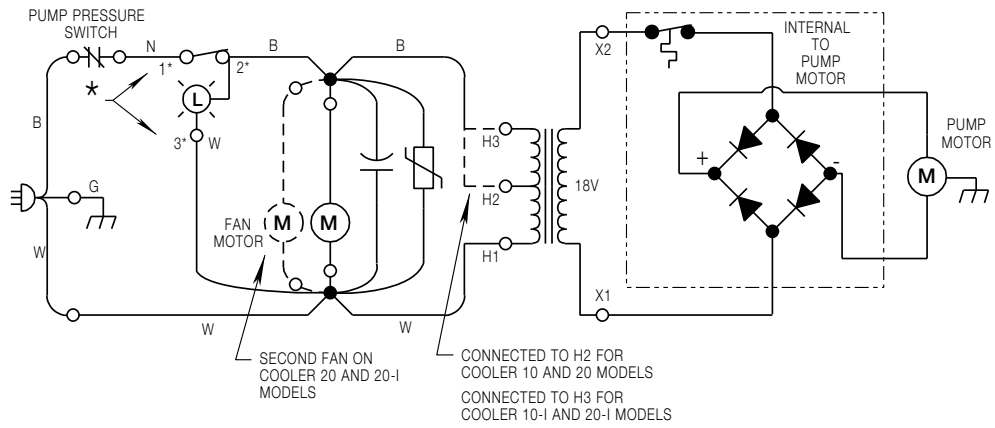 PUMP PRESSURE
SWITCH
N
1*
2*
B
B
*
L
3*
W
B
G
W
W
FAN
MOTOR
M
M
W
H3
H2
H1
18V
X2
X1
INTERNAL
TO
PUMP
MOTOR
+
-
PUMP
MOTOR
M
SECOND FAN ON
COOLER 20 AND 20-I
MODELS
CONNECTED TO H2 FOR
COOLER 10 AND 20 MODELS
CONNECTED TO H3 FOR
COOLER 10-I AND 20-I MODELS